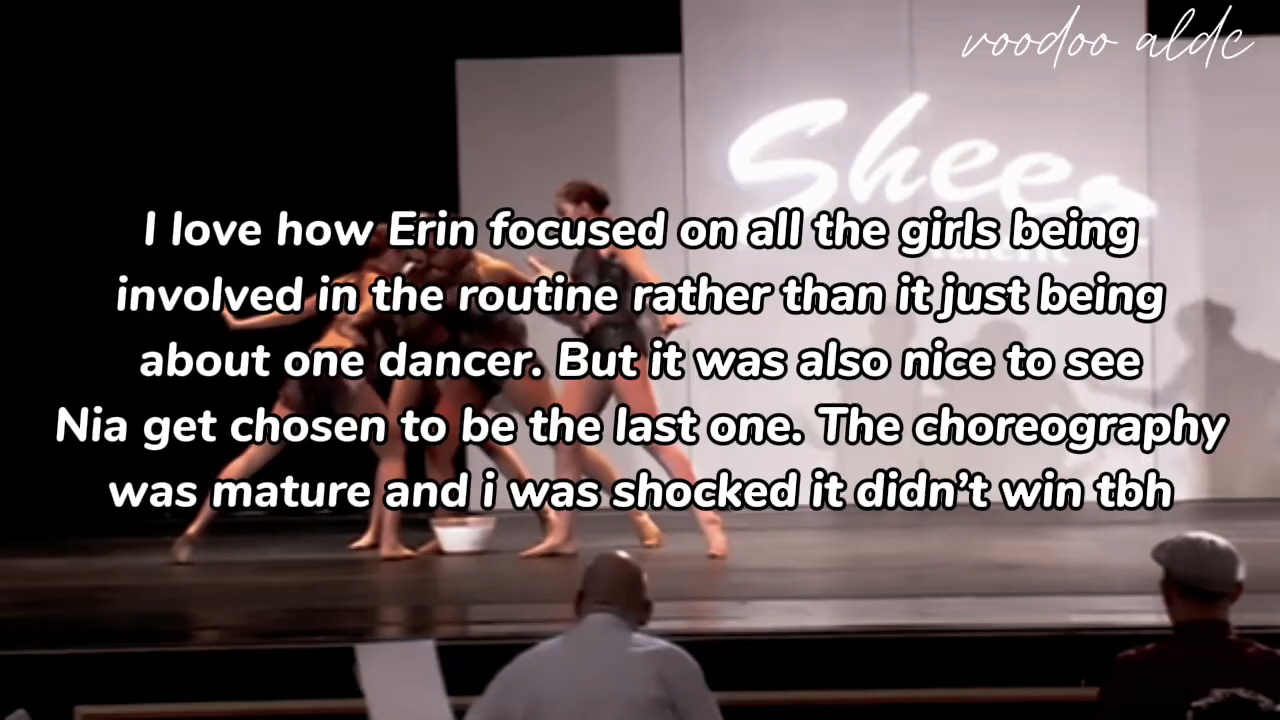 voodoo aldc
Sheer
Talent
I love how Erin focused on all the girls being
involved in the routine rather than it just being
about one dancer. But it was also nice to see
Nia get chosen to be the last one. The choreography
was mature and i was shocked it didn't win tbh